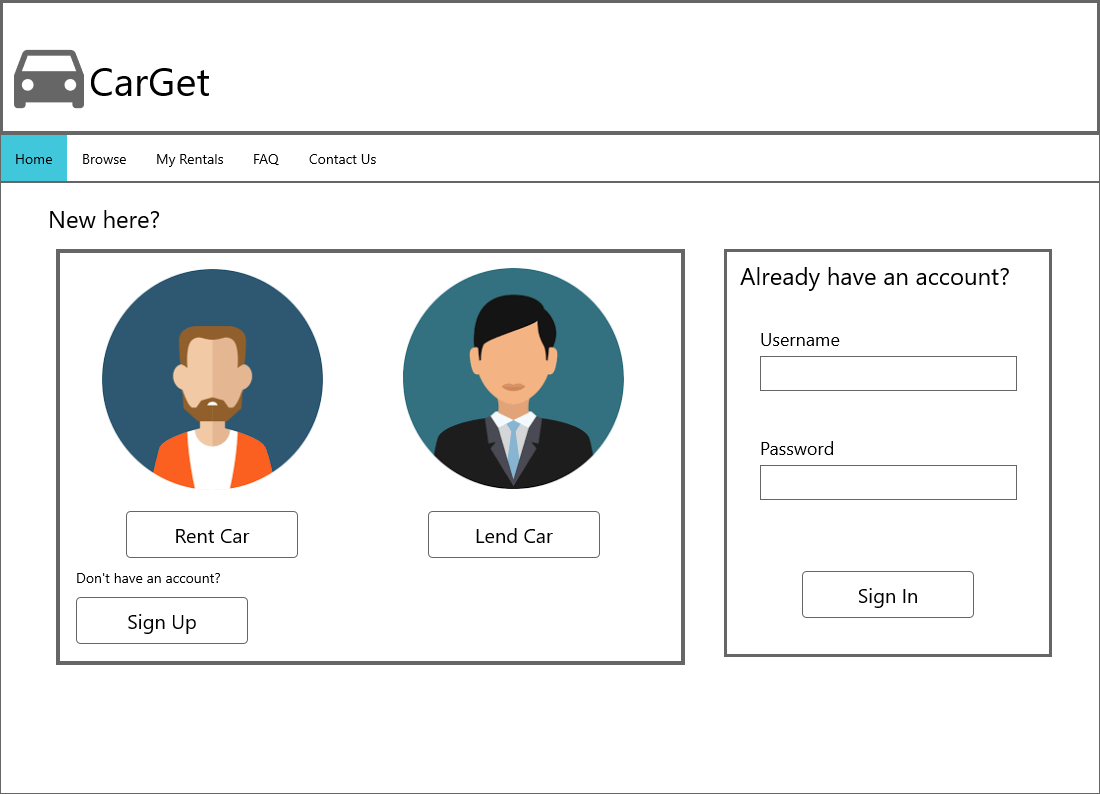 CarGet
Home Browse My Rentals FAQ Contact Us
New here?
Rent Car Lend Car
Don't have an account?
Sign Up
Already have an account?
Username
Password
Sign In